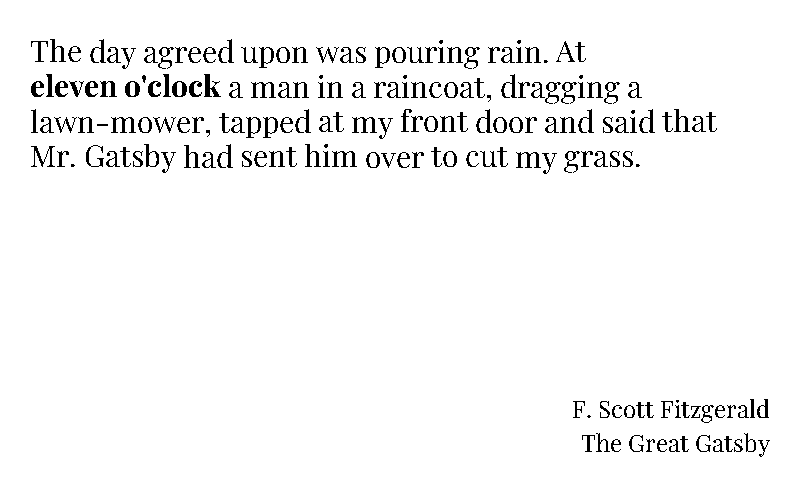 The day agreed upon was pouring rain. At
eleven o'clock a man in a raincoat, dragging a
lawn-mower, tapped at my front door and said that
Mr. Gatsby had sent him over to cut my grass.
F. Scott Fitzgerald
The Great Gatsby